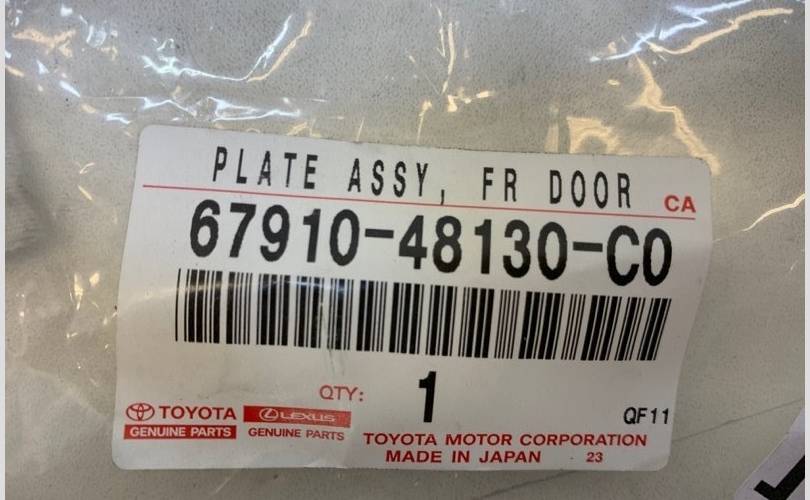 PLATE ASSY, FR DOOR
CA
67910-48130-C0
QTY: 1
QF11
TOYOTA
GENUINE PARTS
LEXUS
GENUINE PARTS
TOYOTA MOTOR CORPORATION
MADE IN JAPAN 23